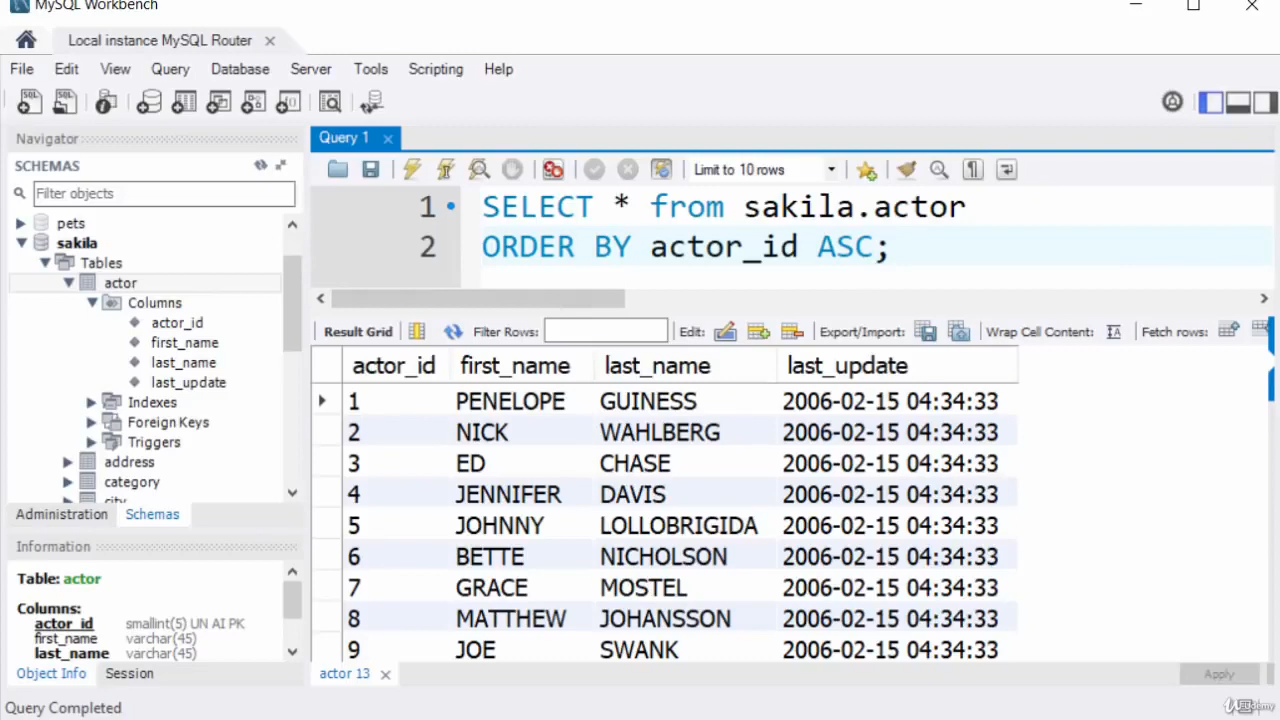 MySQL Workbench
Local instance MySQL Router
File Edit View Query Database Server Tools Scripting Help
Navigator
SCHEMAS
Filter objects
pets
sakila
Tables
actor
Columns
actor_id
first_name
last_name
last_update
Indexes
Foreign Keys
Triggers
address
category
city
Administration Schemas
Information
Table: actor
Columns:
actor_id smallint(5) UN AI PK
first_name varchar(45)
last_name varchar(45)
Object Info Session
Query Completed
Query 1
Limit to 10 rows
1 SELECT * from sakila.actor
2 ORDER BY actor_id ASC;
Result Grid Filter Rows: Edit: Export/Import: Wrap Cell Content: Fetch rows:
actor_id first_name last_name last_update
1 PENELOPE GUINESS 2006-02-15 04:34:33
2 NICK WAHLBERG 2006-02-15 04:34:33
3 ED CHASE 2006-02-15 04:34:33
4 JENNIFER DAVIS 2006-02-15 04:34:33
5 JOHNNY LOLLOBRIGIDA 2006-02-15 04:34:33
6 BETTE NICHOLSON 2006-02-15 04:34:33
7 GRACE MOSTEL 2006-02-15 04:34:33
8 MATTHEW JOHANSSON 2006-02-15 04:34:33
9 JOE SWANK 2006-02-15 04:34:33
actor 13
Apply